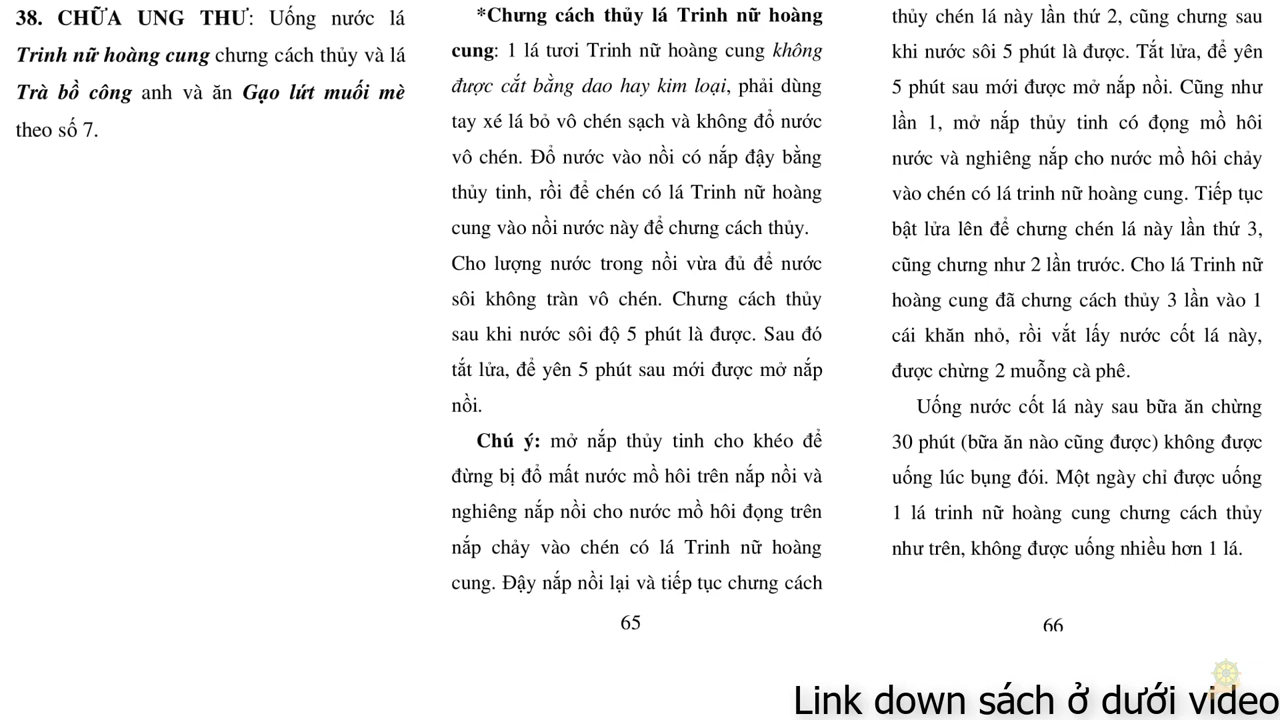 38. CHỮA UNG THƯ: Uống nước lá
Trinh nữ hoàng cung chưng cách thủy và lá
Trà bồ công anh và ăn Gạo lứt muối mè
theo số 7.
*Chưng cách thủy lá Trinh nữ hoàng
cung: 1 lá tươi Trinh nữ hoàng cung không
được cắt bằng dao hay kim loại, phải dùng
tay xé lá bỏ vô chén sạch và không đổ nước
vô chén. Đổ nước vào nồi có nắp đậy bằng
thủy tinh, rồi để chén có lá Trinh nữ hoàng
cung vào nồi nước này để chưng cách thủy.
Cho lượng nước trong nồi vừa đủ để nước
sôi không tràn vô chén. Chưng cách thủy
sau khi nước sôi độ 5 phút là được. Sau đó
tắt lửa, để yên 5 phút sau mới được mở nắp
nồi.
Chú ý: mở nắp thủy tinh cho khéo để
đừng bị đổ mất nước mồ hôi trên nắp nồi và
nghiêng nắp nồi cho nước mồ hôi đọng trên
nắp chảy vào chén có lá Trinh nữ hoàng
cung. Đậy nắp nồi lại và tiếp tục chưng cách
65
thủy chén lá này lần thứ 2, cũng chưng sau
khi nước sôi 5 phút là được. Tắt lửa, để yên
5 phút sau mới được mở nắp nồi. Cũng như
lần 1, mở nắp thủy tinh có đọng mồ hôi
nước và nghiêng nắp cho nước mồ hôi chảy
vào chén có lá trinh nữ hoàng cung. Tiếp tục
bật lửa lên để chưng chén lá này lần thứ 3,
cũng chưng như 2 lần trước. Cho lá Trinh nữ
hoàng cung đã chưng cách thủy 3 lần vào 1
cái khăn nhỏ, rồi vắt lấy nước cốt lá này,
được chừng 2 muỗng cà phê.
Uống nước cốt lá này sau bữa ăn chừng
30 phút (bữa ăn nào cũng được) không được
uống lúc bụng đói. Một ngày chỉ được uống
1 lá trinh nữ hoàng cung chưng cách thủy
như trên, không được uống nhiều hơn 1 lá.
66
Link down sách ở dưới video